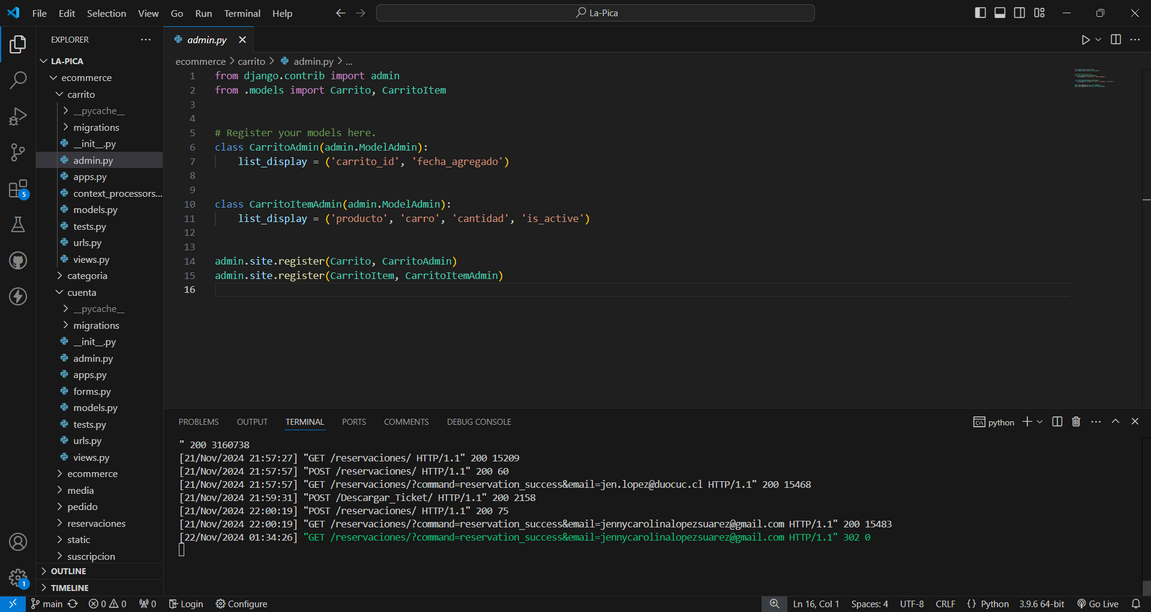 File Edit Selection View Go Run Terminal Help
La-Pica
EXPLORER
LA-PICA
ecommerce
carrito
__pycache__
migrations
__init__.py
admin.py
apps.py
context_processors...
models.py
tests.py
urls.py
views.py
categoria
cuenta
__pycache__
migrations
__init__.py
admin.py
apps.py
forms.py
models.py
tests.py
urls.py
views.py
ecommerce
media
pedido
reservaciones
static
suscripcion
OUTLINE
TIMELINE
5
1
admin.py
ecommerce > carrito > admin.py > ...
1 from django.contrib import admin
2 from .models import Carrito, CarritoItem
3
4
5 # Register your models here.
6 class CarritoAdmin(admin.ModelAdmin):
7 list_display = ('carrito_id', 'fecha_agregado')
8
9
10 class CarritoItemAdmin(admin.ModelAdmin):
11 list_display = ('producto', 'carro', 'cantidad', 'is_active')
12
13
14 admin.site.register(Carrito, CarritoAdmin)
15 admin.site.register(CarritoItem, CarritoItemAdmin)
16
PROBLEMS OUTPUT TERMINAL PORTS COMMENTS DEBUG CONSOLE
python
" 200 3160738
[21/Nov/2024 21:57:27] "GET /reservaciones/ HTTP/1.1" 200 15209
[21/Nov/2024 21:57:57] "POST /reservaciones/ HTTP/1.1" 200 60
[21/Nov/2024 21:57:57] "GET /reservaciones/?command=reservation_success&email=jen.lopez@duocuc.cl HTTP/1.1" 200 15468
[21/Nov/2024 21:59:31] "POST /Descargar_Ticket/ HTTP/1.1" 200 2158
[21/Nov/2024 22:00:19] "POST /reservaciones/ HTTP/1.1" 200 75
[21/Nov/2024 22:00:19] "GET /reservaciones/?command=reservation_success&email=jennycarolinalopezsuarez@gmail.com HTTP/1.1" 200 15483
[22/Nov/2024 01:34:26] "GET /reservaciones/?command=reservation_success&email=jennycarolinalopezsuarez@gmail.com HTTP/1.1" 302 0
main 0 0 0 Login Configure Ln 16, Col 1 Spaces: 4 UTF-8 CRLF {} Python 3.9.6 64-bit Go Live